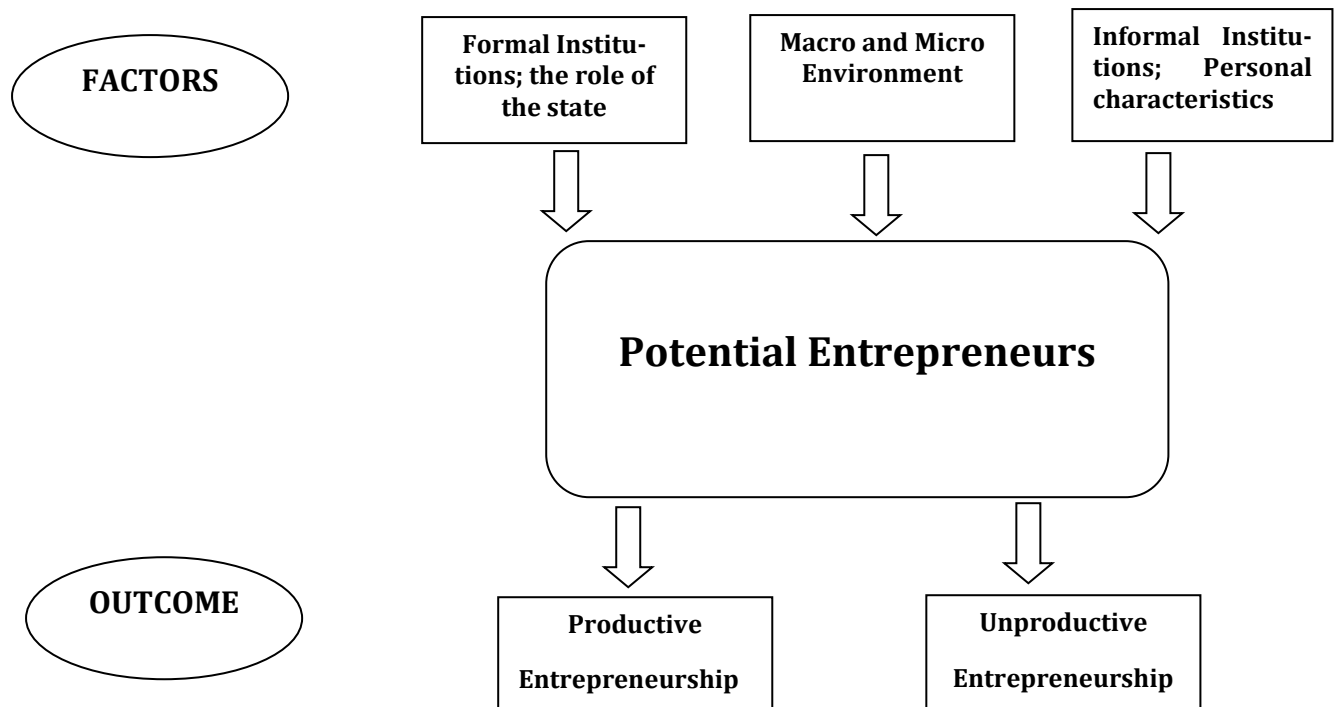 FACTORS
Formal Institu-
tions; the role of
the state
Macro and Micro
Environment
Informal Institu-
tions; Personal
characteristics
Potential Entrepreneurs
OUTCOME
Productive
Entrepreneurship
Unproductive
Entrepreneurship